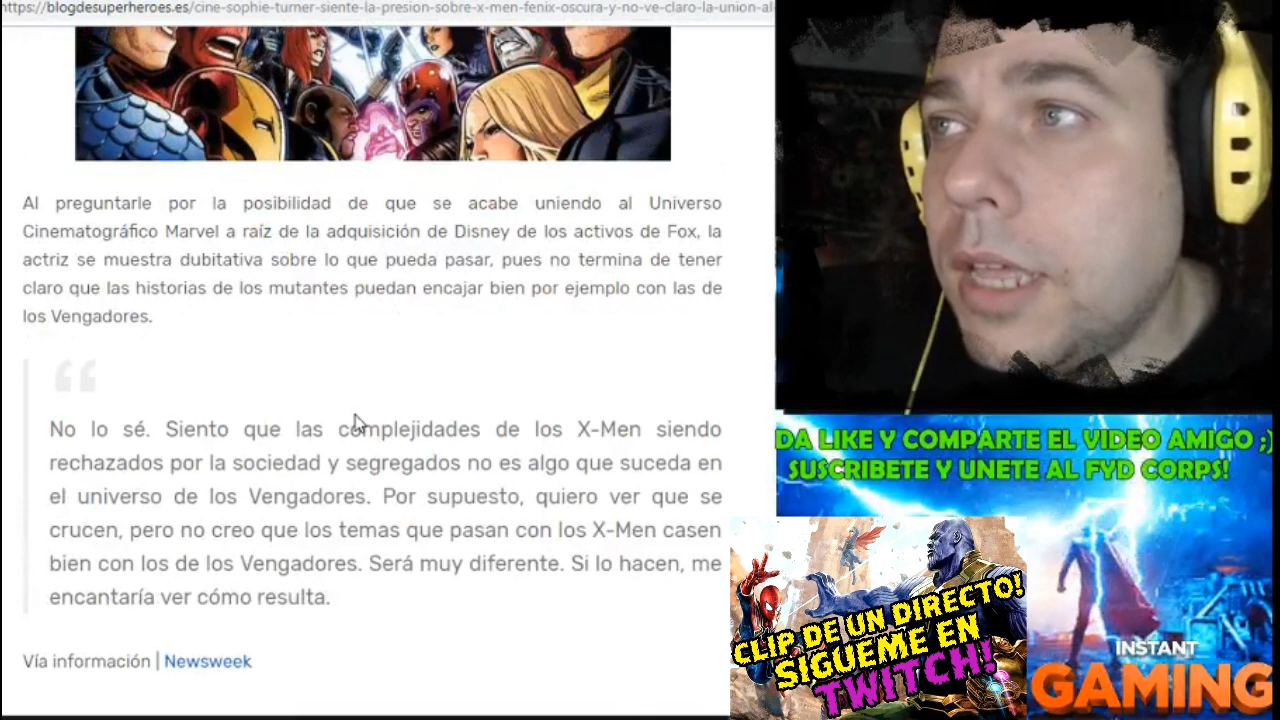 https://blogdesuperheroes.es/cine-sophie-turner-siente-la-presion-sobre-x-men-fenix-oscura-y-no-ve-claro-la-union-al-
Al preguntarle por la posibilidad de que se acabe uniendo al Universo
Cinematográfico Marvel a raíz de la adquisición de Disney de los activos de Fox, la
actriz se muestra dubitativa sobre lo que pueda pasar, pues no termina de tener
claro que las historias de los mutantes puedan encajar bien por ejemplo con las de
los Vengadores.
“
No lo sé. Siento que las complejidades de los X-Men siendo
rechazados por la sociedad y segregados no es algo que suceda en
el universo de los Vengadores. Por supuesto, quiero ver que se
crucen, pero no creo que los temas que pasan con los X-Men casen
bien con los de los Vengadores. Será muy diferente. Si lo hacen, me
encantaría ver cómo resulta.
Vía información | Newsweek
DA LIKE Y COMPARTE EL VIDEO AMIGO ;)
SUSCRIBETE Y UNETE AL FYD CORPS!
CLIP DE UN DIRECTO!
SIGUEME EN
TWITCH!
INSTANT
GAMING